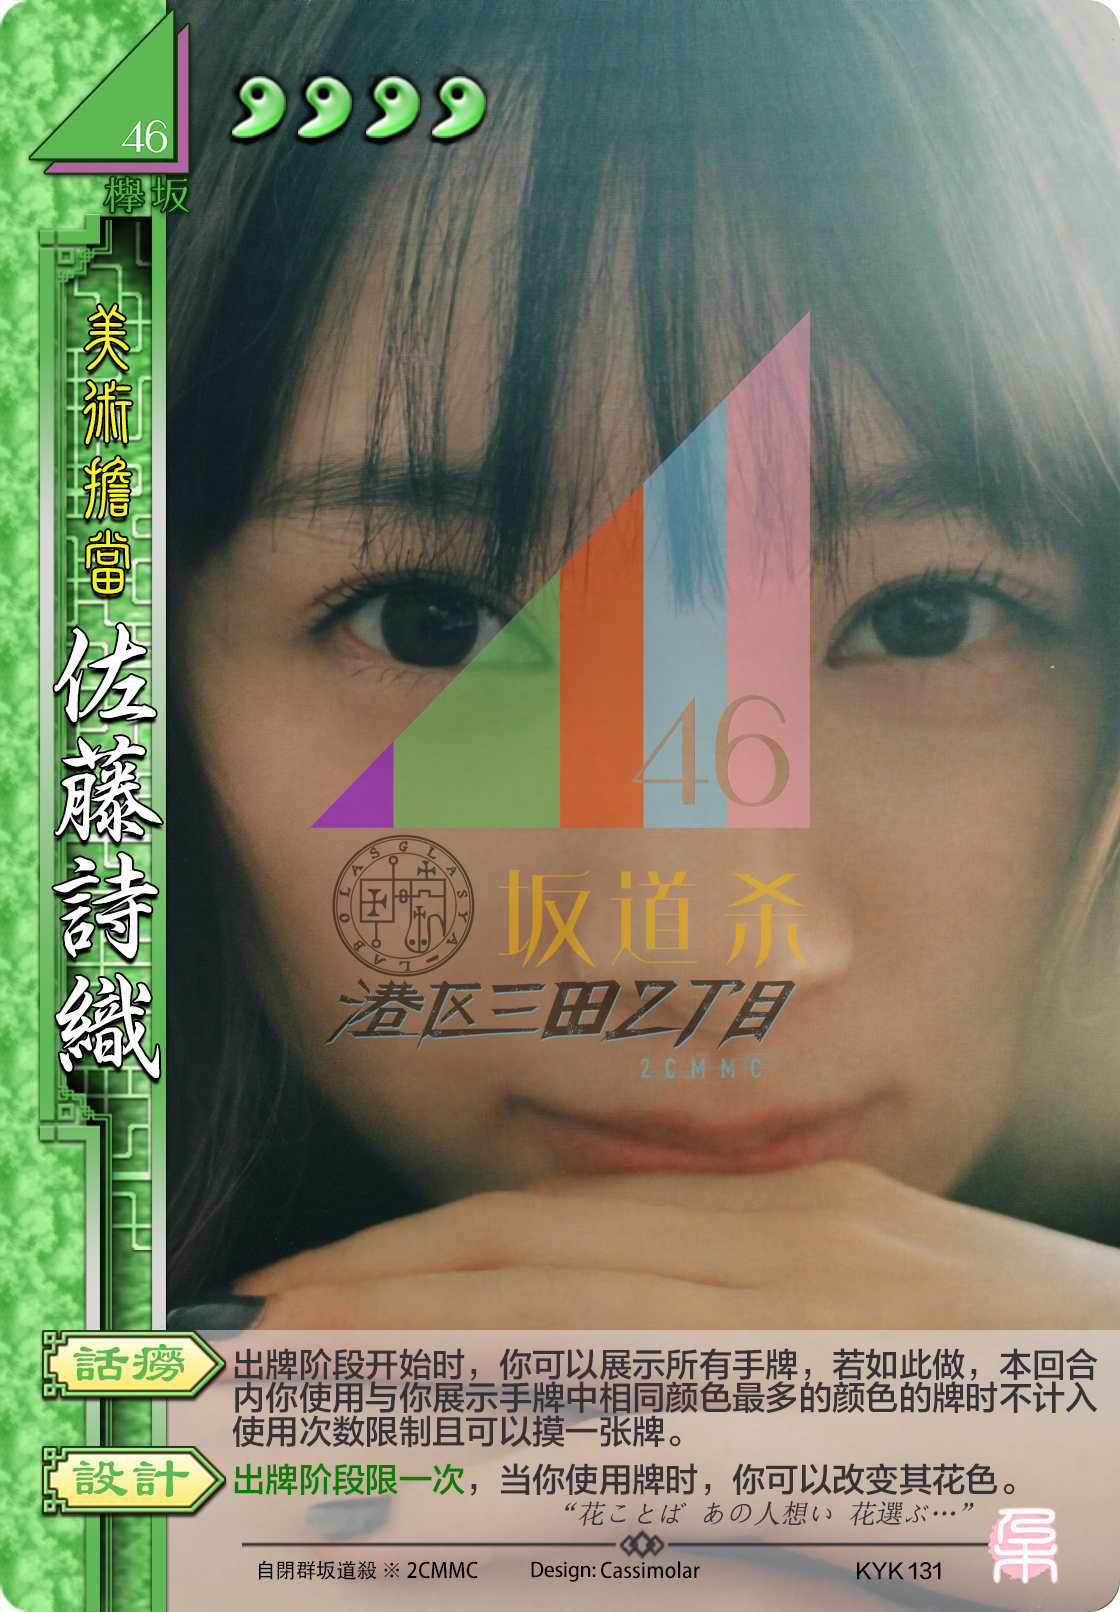 46
欅坂
美術擔當
佐藤詩織
46
GLASYALABOLAS
坂道杀
港区三田2丁目
2CMMC
話癆
出牌阶段开始时，你可以展示所有手牌，若如此做，本回合
内你使用与你展示手牌中相同颜色最多的颜色的牌时不计入
使用次数限制且可以摸一张牌。
設計
出牌阶段限一次，当你使用牌时，你可以改变其花色。
“花ことば あの人想い 花選ぶ…”
自閉群坂道殺 ※ 2CMMC
Design: Cassimolar
KYK 131